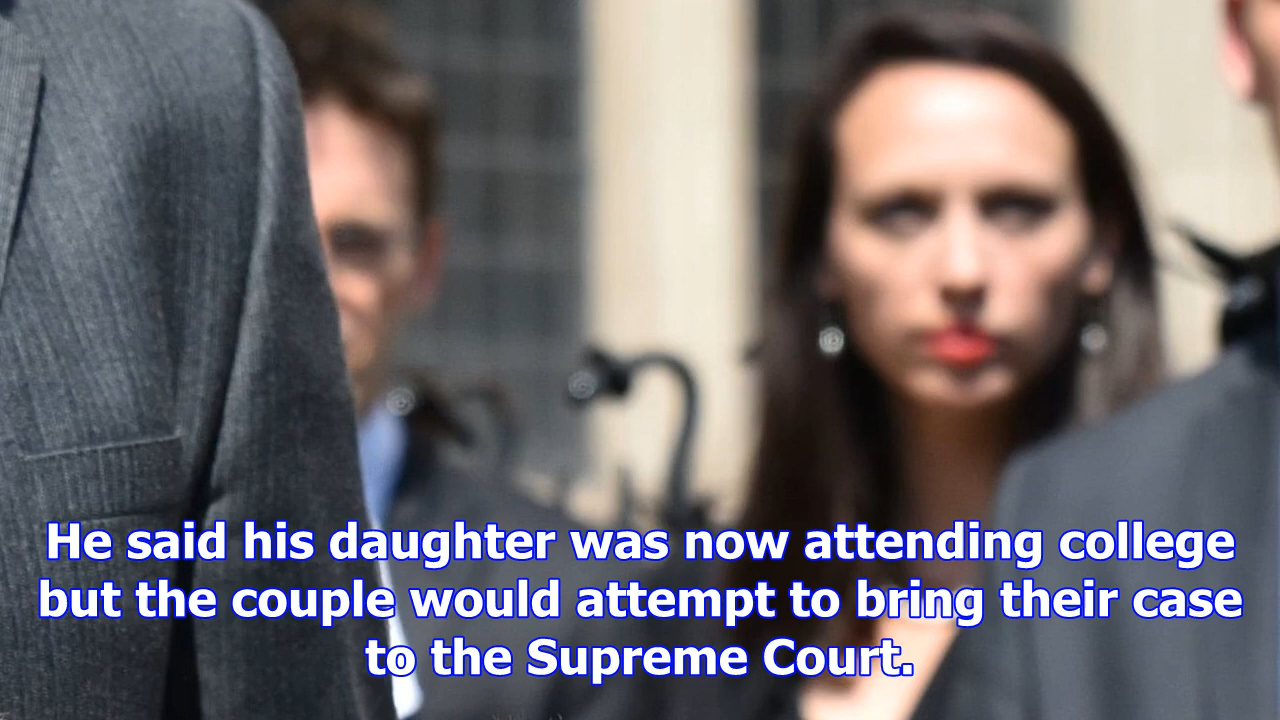 He said his daughter was now attending college
but the couple would attempt to bring their case
to the Supreme Court.